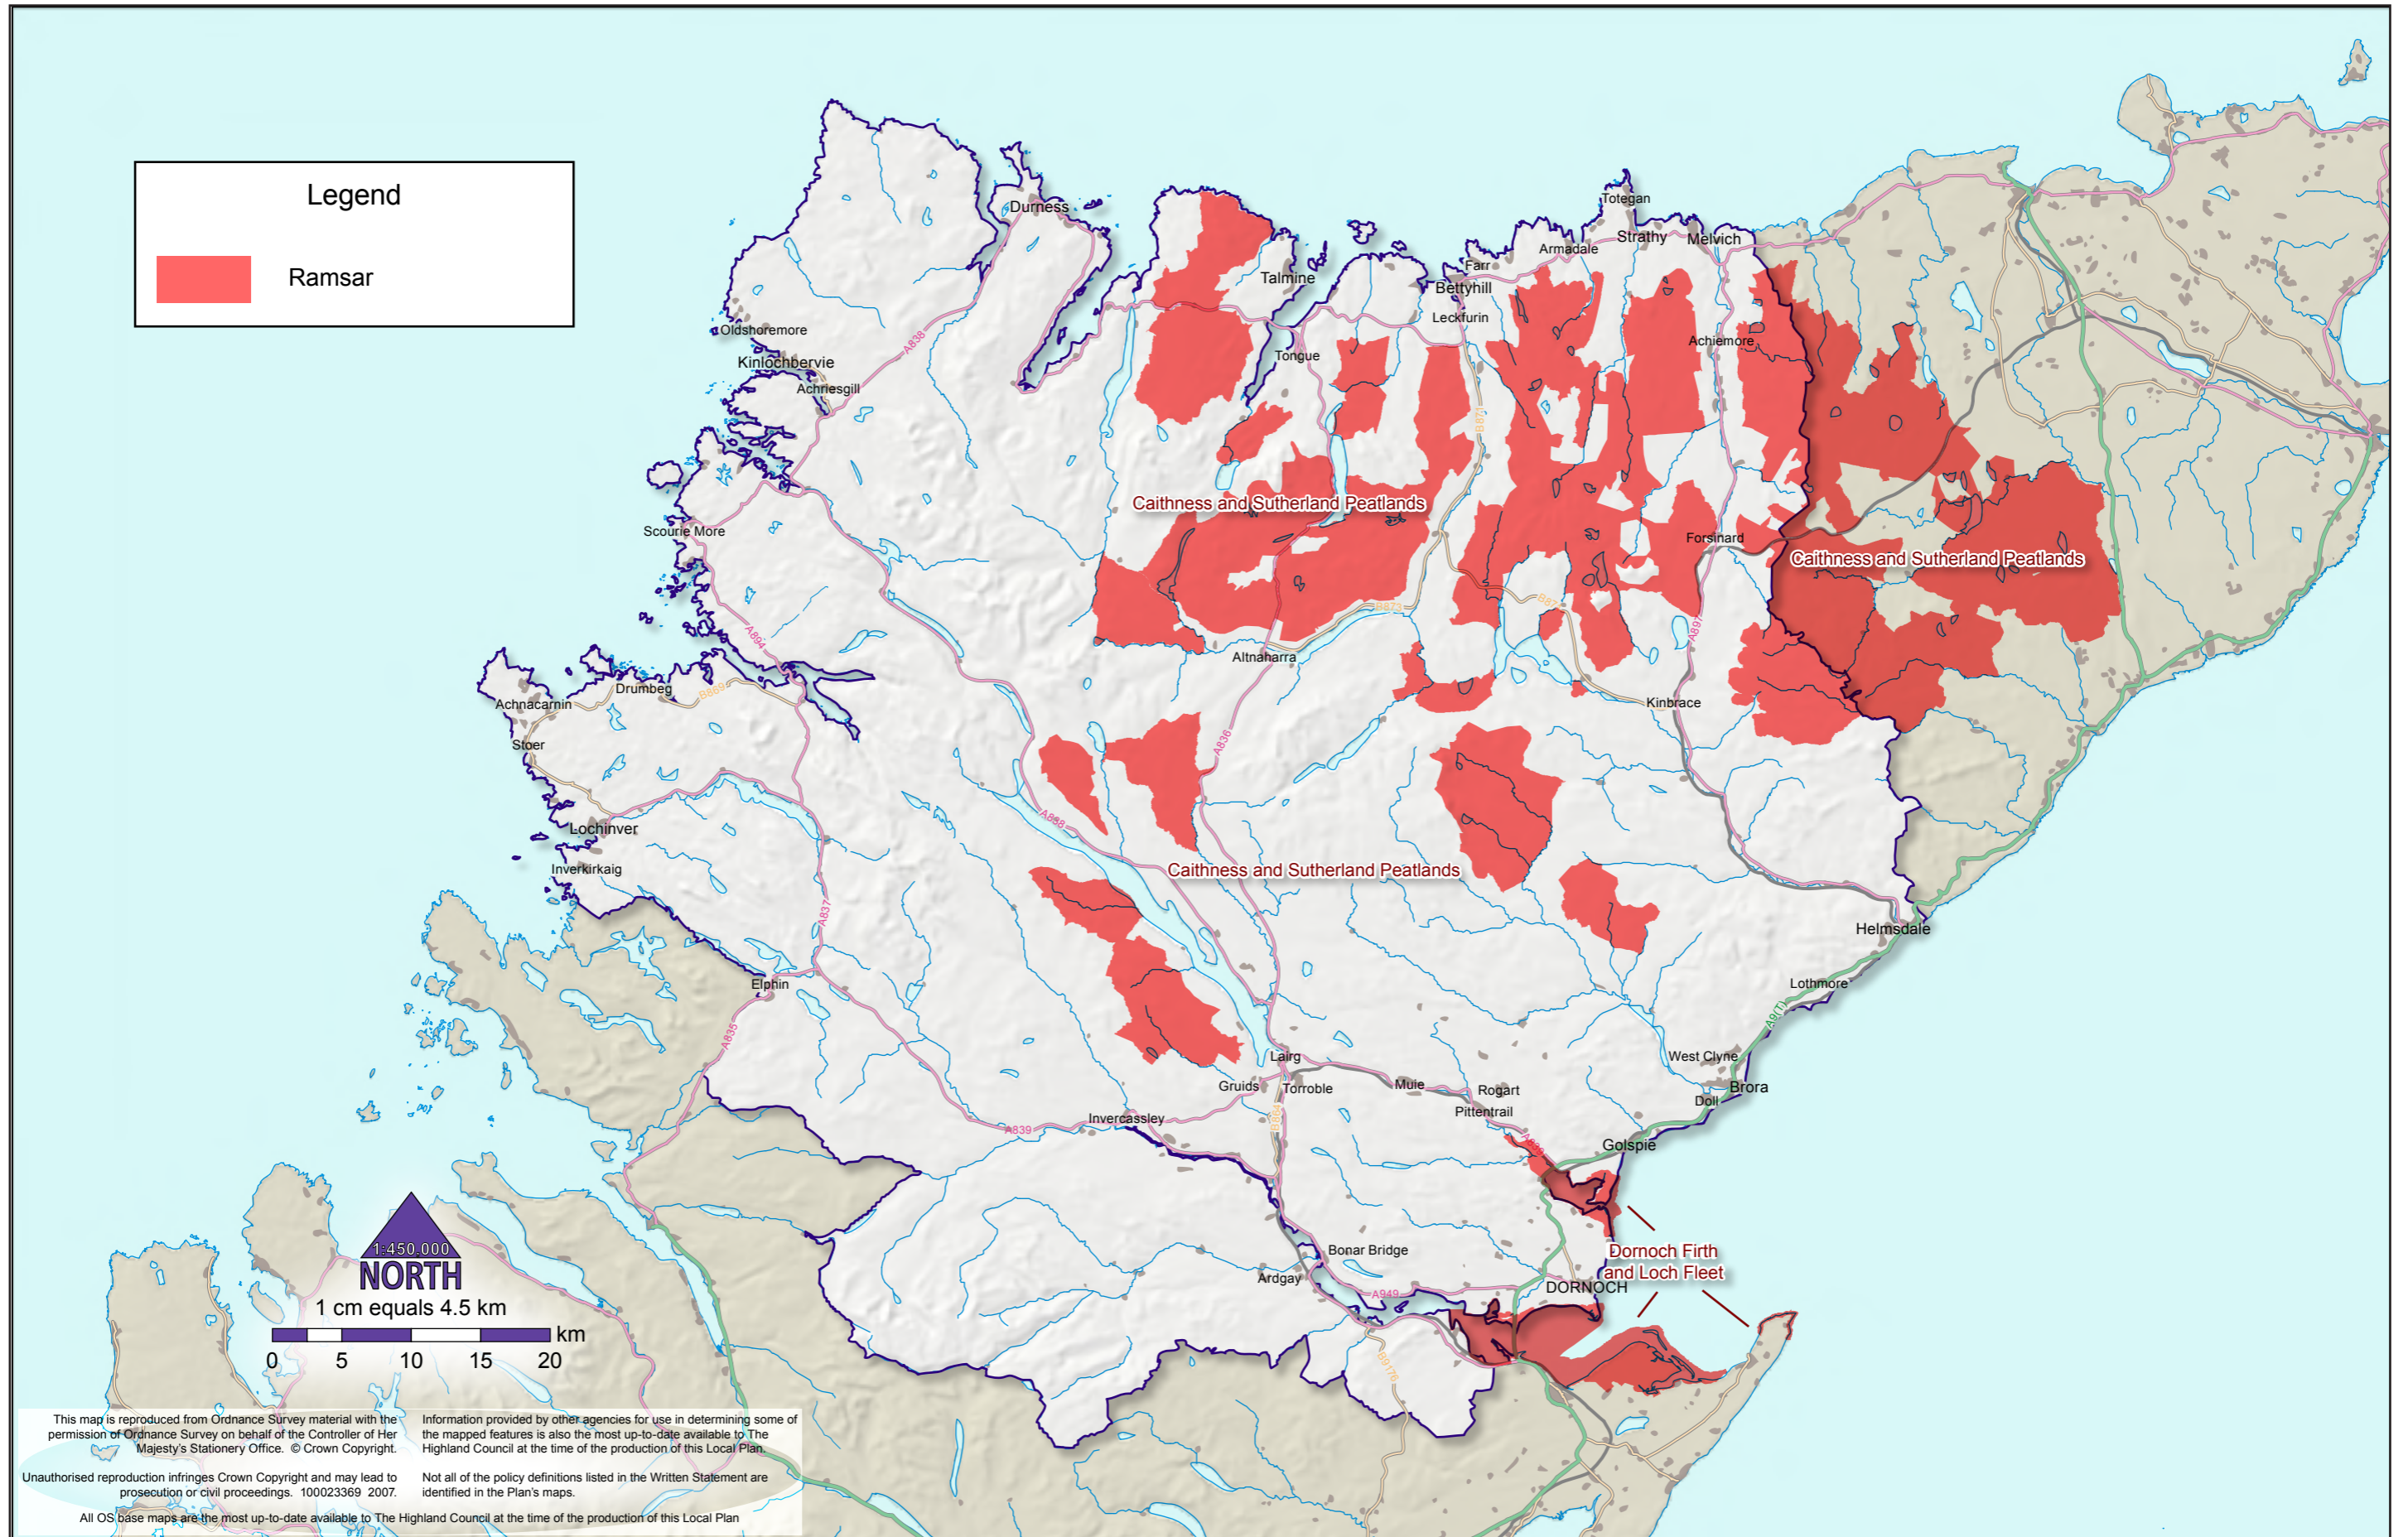 Legend
Ramsar
Durness
Totegan
Strathy
Melvich
Armadale
Farr
Talmine
Bettyhill
Leckfurin
Oldshoremore
A838
Achiemore
Tongue
Kinlochbervie
Achriesgill
B871
Caithness and Sutherland Peatlands
Scourie More
Forsinard
Caithness and Sutherland Peatlands
B873
B87
A894
A897
Altnaharra
Drumbeg
B869
Achnacarnin
Kinbrace
Stoer
A836
A838
Lochinver
Inverkirkaig
Caithness and Sutherland Peatlands
A837
Helmsdale
Elphin
Lothmore
A9(T)
A835
Lairg
West Clyne
Gruids
Torroble
Muie
Rogart
Brora
Doll
Pittentrail
Invercassley
A839
B864
A839
Golspie
Bonar Bridge
Dornoch Firth
and Loch Fleet
Ardgay
DORNOCH
A949
B9176
1:450,000
NORTH
1 cm equals 4.5 km
km
0 5 10 15 20
This map is reproduced from Ordnance Survey material with the
permission of Ordnance Survey on behalf of the Controller of Her
Majesty's Stationery Office. © Crown Copyright.
Unauthorised reproduction infringes Crown Copyright and may lead to
prosecution or civil proceedings. 100023369 2007.
Information provided by other agencies for use in determining some of
the mapped features is also the most up-to-date available to The
Highland Council at the time of the production of this Local Plan.
Not all of the policy definitions listed in the Written Statement are
identified in the Plan's maps.
All OS base maps are the most up-to-date available to The Highland Council at the time of the production of this Local Plan